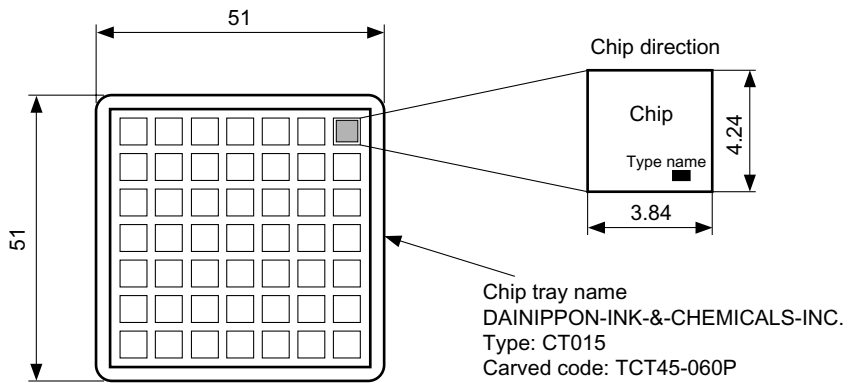 51
51
Chip direction
Chip
Type name
4.24
3.84
Chip tray name
DAINIPPON-INK-&-CHEMICALS-INC.
Type: CT015
Carved code: TCT45-060P